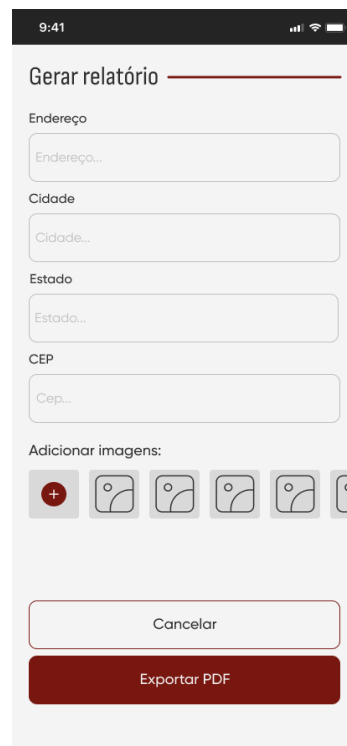 9:41
Gerar relatório
Endereço
Endereço...
Cidade
Cidade...
Estado
Estado...
CEP
Cep...
Adicionar imagens:
Cancelar
Exportar PDF